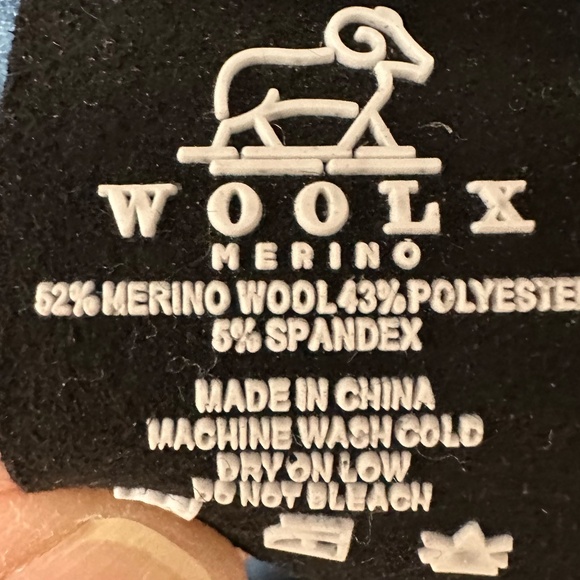 WOOLX
MERINO
52% MERINO WOOL 43% POLYESTE
5% SPANDEX
MADE IN CHINA
MACHINE WASH COLD
DRY ON LOW
DO NOT BLEACH